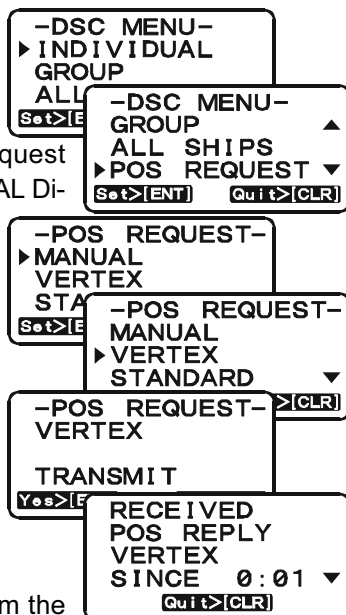 -DSC MENU-
▶INDIVIDUAL
GROUP
ALL
-DSC MENU-
GROUP ▲
ALL SHIPS
▶POS REQUEST ▼
Set>[ENT] Quit>[CLR]
quest
AL Di-
-POS REQUEST-
▶MANUAL
VERTEX
-POS REQUEST-
MANUAL
▶VERTEX
STANDARD ▼
>[CLR]
-POS REQUEST-
VERTEX
TRANSMIT
RECEIVED
POS REPLY
VERTEX
SINCE 0:01 ▼
Quit>[CLR]
m the